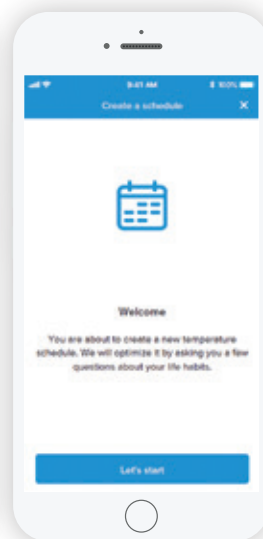 9:41 AM 100%
Create a schedule
Welcome
You are about to create a new temperature
schedule. We will optimize it by asking you a few
questions about your life habits.
Let's start